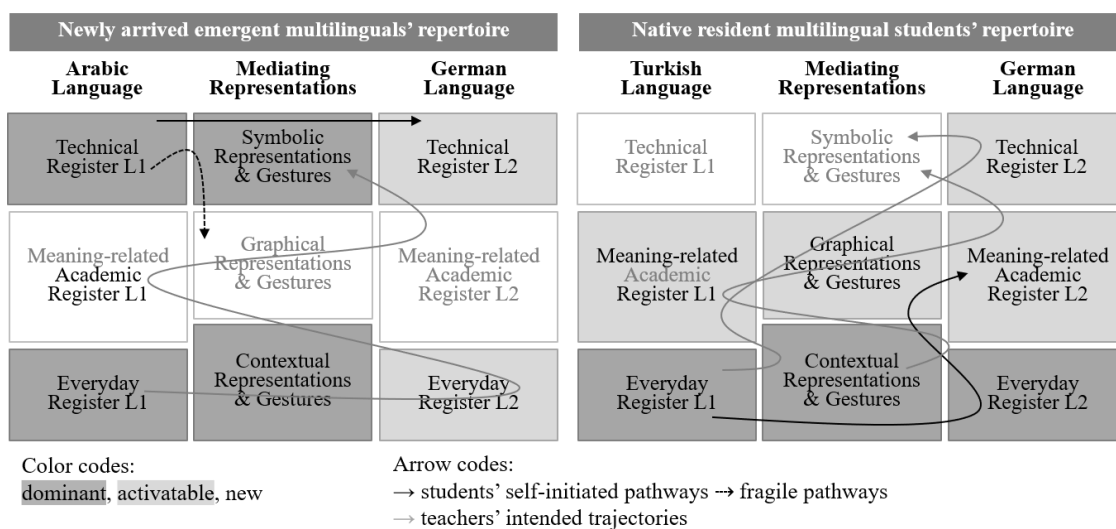 Newly arrived emergent multilinguals’ repertoire
Arabic
Language
Mediating
Representations
German
Language
Technical
Register L1
Symbolic
Representations
& Gestures
Technical
Register L2
Meaning-related
Academic
Register L1
Graphical
Representations
& Gestures
Meaning-related
Academic
Register L2
Everyday
Register L1
Contextual
Representations
& Gestures
Everyday
Register L2
Native resident multilingual students’ repertoire
Turkish
Language
Mediating
Representations
German
Language
Technical
Register L1
Symbolic
Representations
& Gestures
Technical
Register L2
Meaning-related
Academic
Register L1
Graphical
Representations
& Gestures
Meaning-related
Academic
Register L2
Everyday
Register L1
Contextual
Representations
& Gestures
Everyday
Register L2
Color codes:
dominant, activatable, new
Arrow codes:
→ students’ self-initiated pathways ⇢ fragile pathways
→ teachers’ intended trajectories